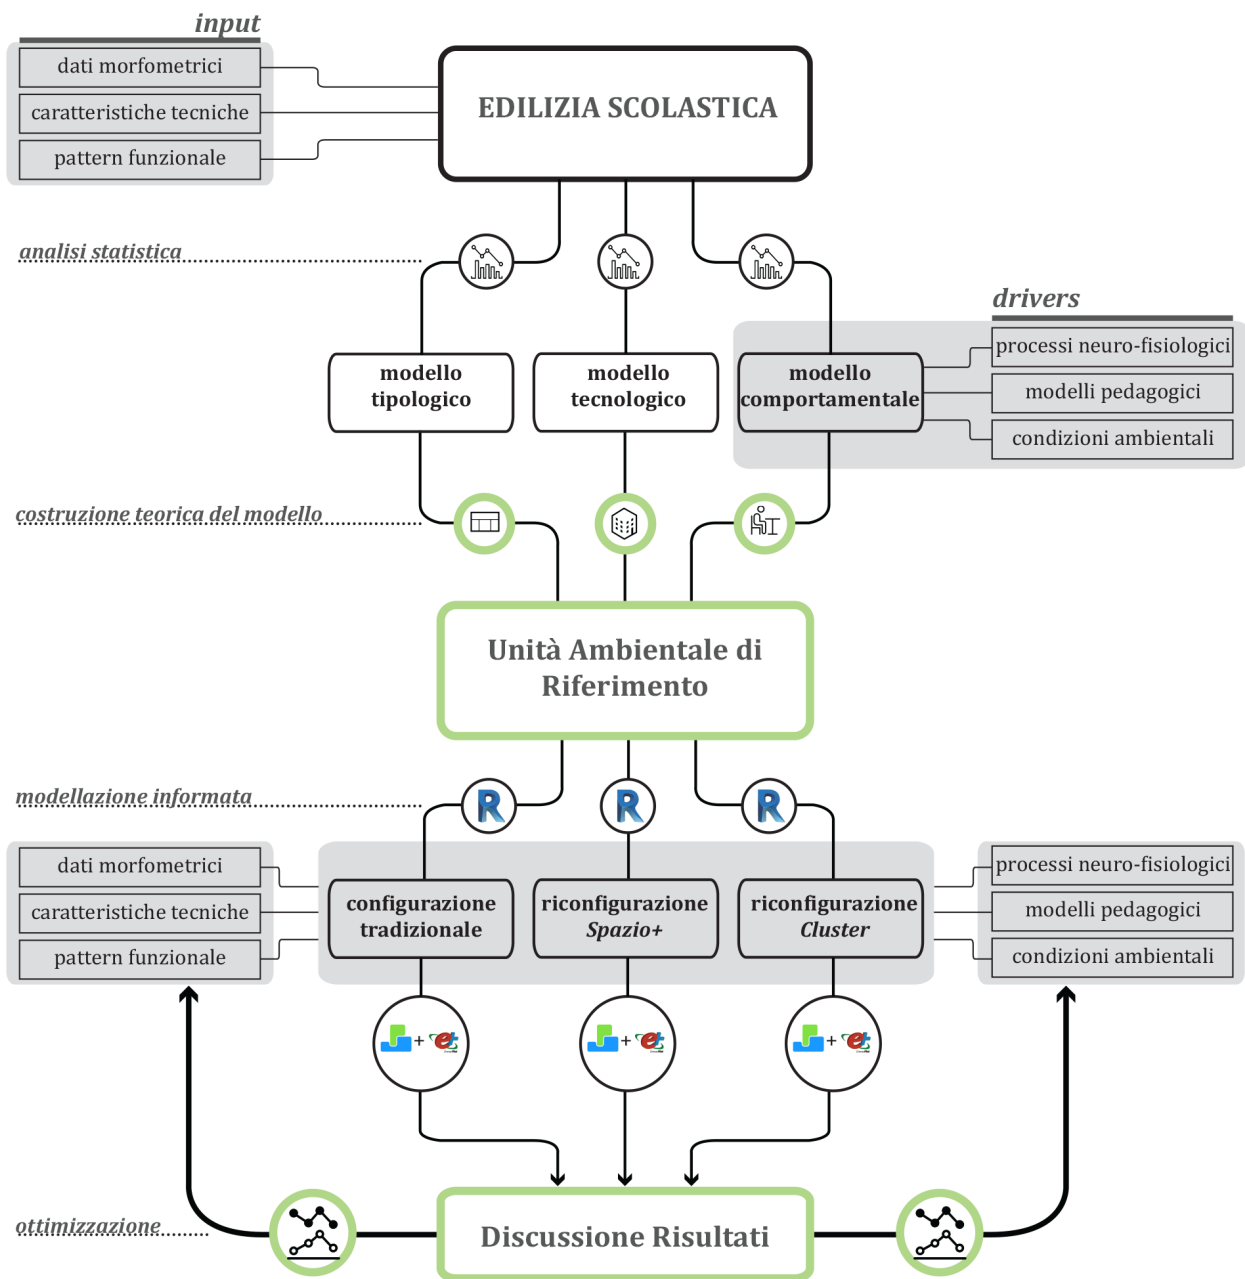 input
dati morfometrici
caratteristiche tecniche
pattern funzionale
EDILIZIA SCOLASTICA
analisi statistica
drivers
processi neuro-fisiologici
modelli pedagogici
condizioni ambientali
modello
tipologico
modello
tecnologico
modello
comportamentale
costruzione teorica del modello
Unità Ambientale di
Riferimento
modellazione informata
R
R
R
dati morfometrici
caratteristiche tecniche
pattern funzionale
configurazione
tradizionale
riconfigurazione
Spazio+
riconfigurazione
Cluster
processi neuro-fisiologici
modelli pedagogici
condizioni ambientali
+ et
+ et
+ et
ottimizzazione
Discussione Risultati